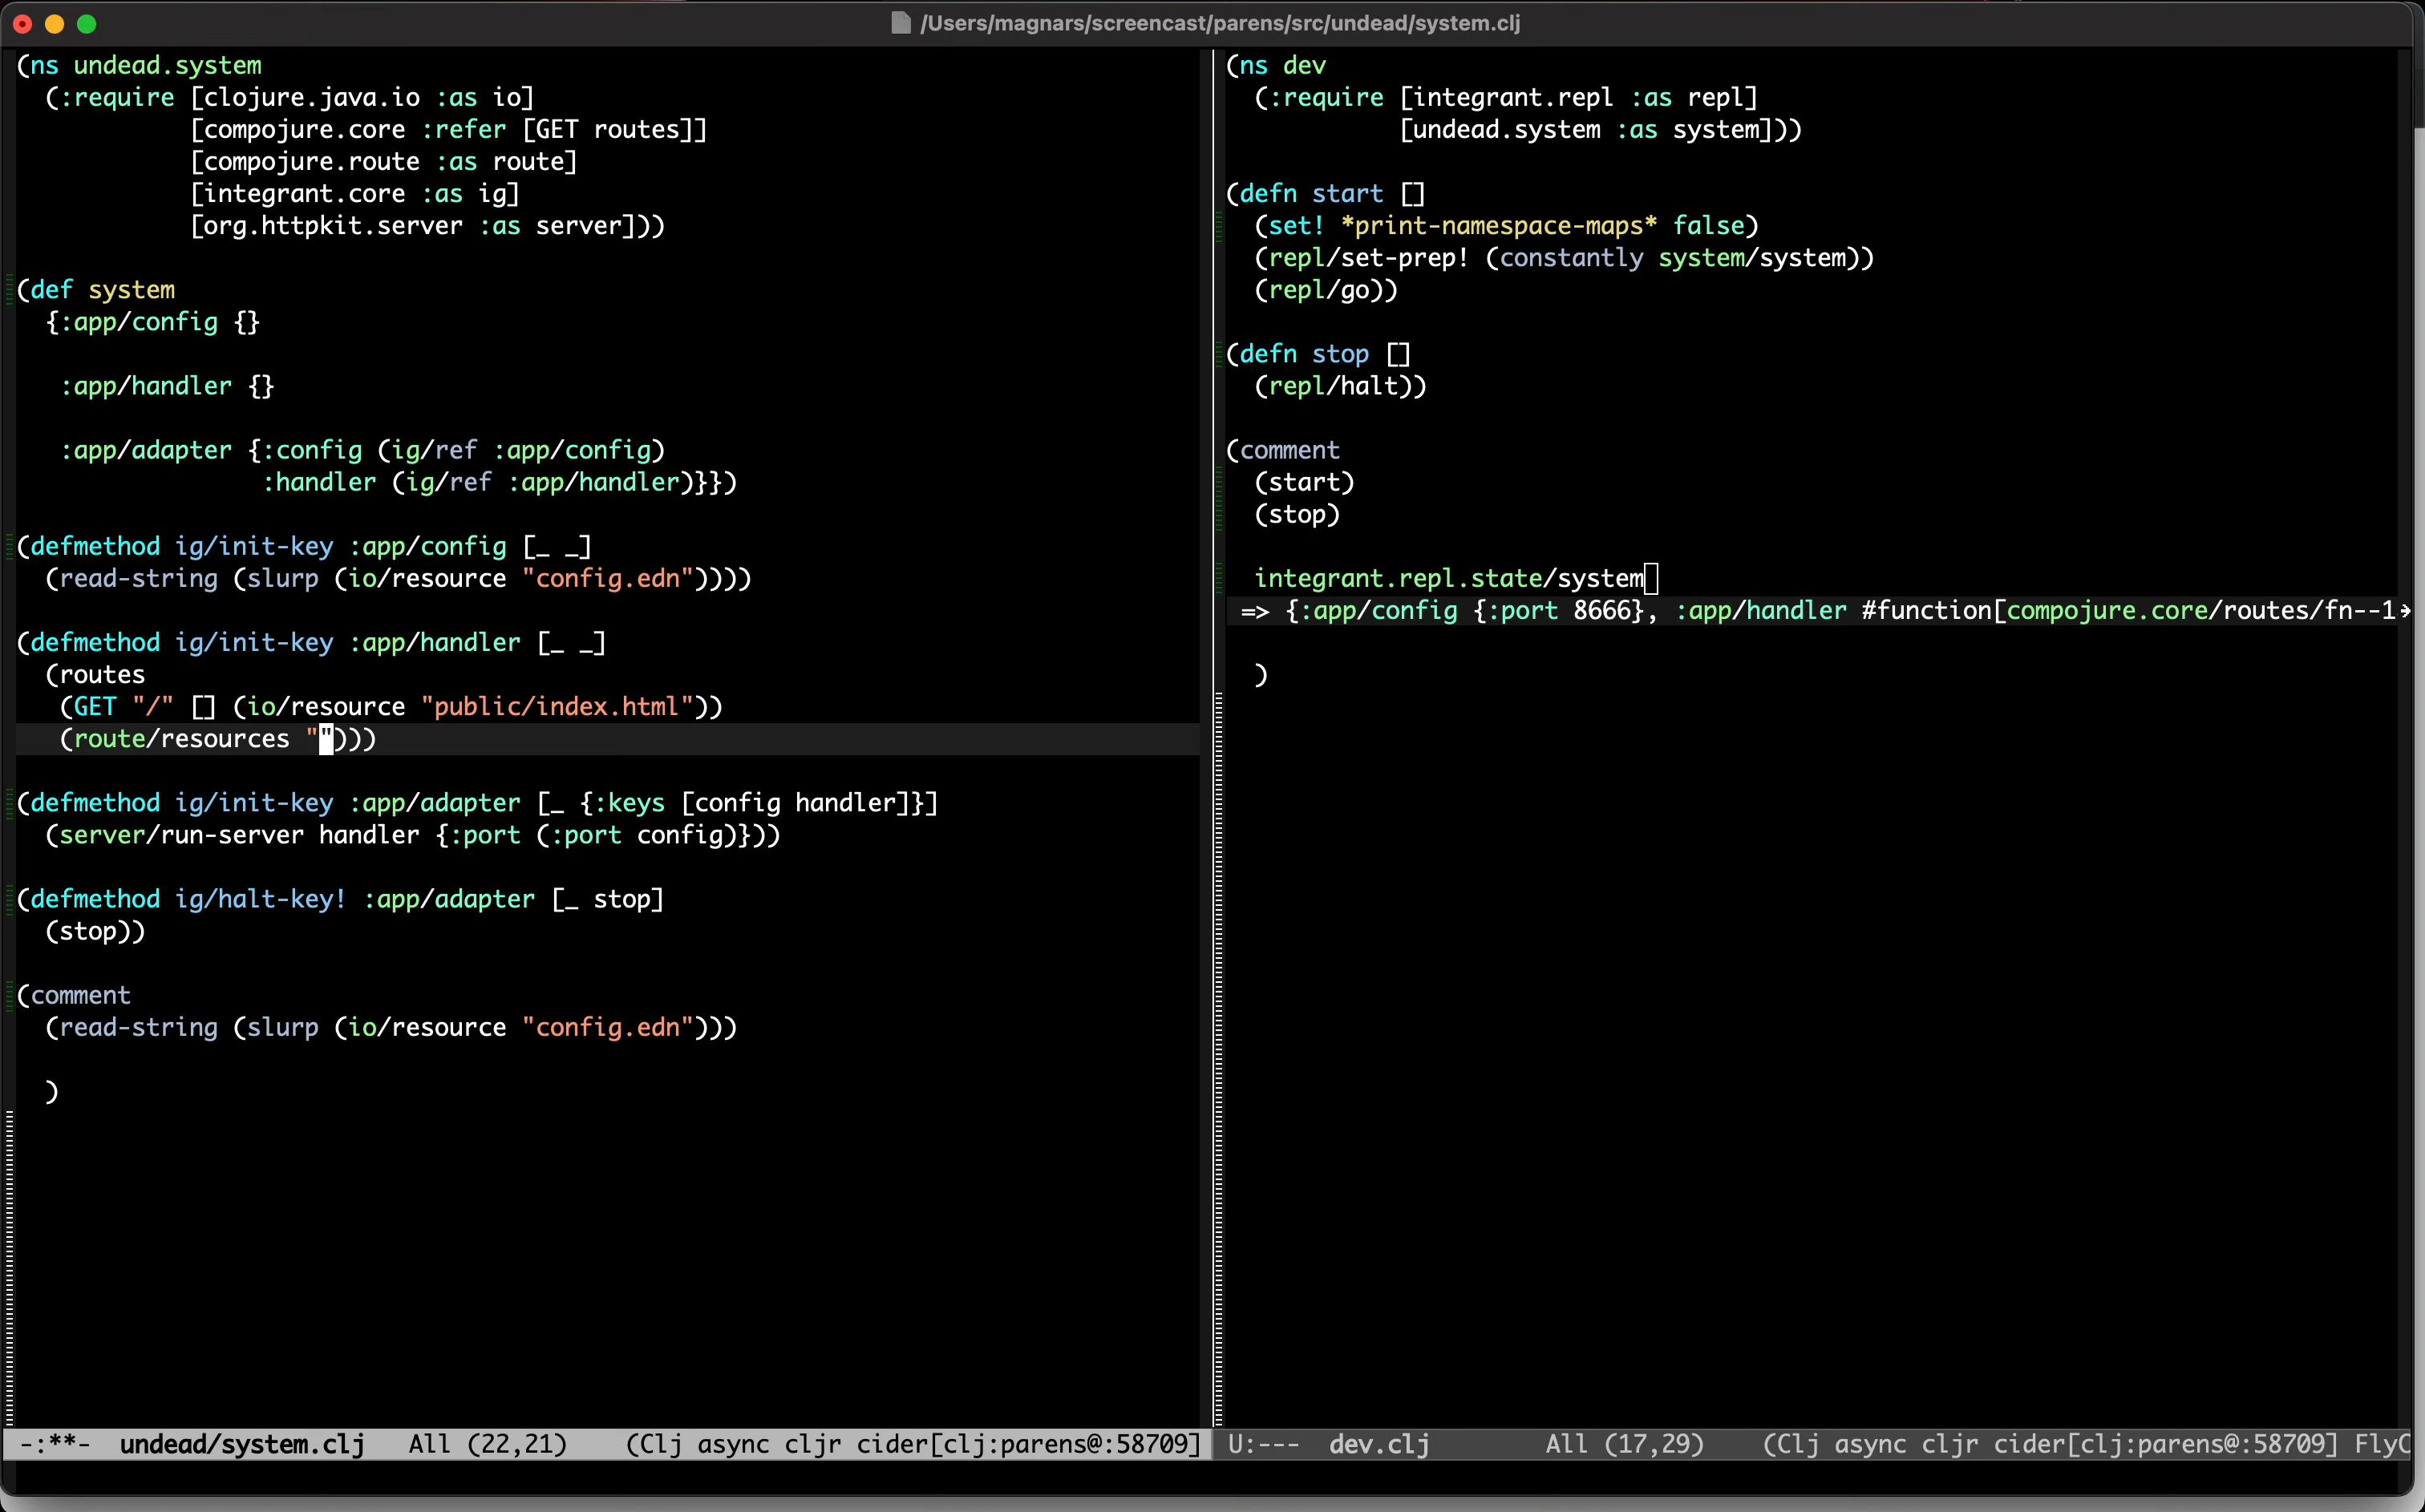 /Users/magnars/screencast/parens/src/undead/system.clj
(ns undead.system
  (:require [clojure.java.io :as io]
            [compojure.core :refer [GET routes]]
            [compojure.route :as route]
            [integrant.core :as ig]
            [org.httpkit.server :as server]))
(def system
  {:app/config {}
   :app/handler {}
   :app/adapter {:config (ig/ref :app/config)
                 :handler (ig/ref :app/handler)}})
(defmethod ig/init-key :app/config [_ _]
  (read-string (slurp (io/resource "config.edn"))))
(defmethod ig/init-key :app/handler [_ _]
  (routes
   (GET "/" [] (io/resource "public/index.html"))
   (route/resources "")))
(defmethod ig/init-key :app/adapter [_ {:keys [config handler]}]
  (server/run-server handler {:port (:port config)}))
(defmethod ig/halt-key! :app/adapter [_ stop]
  (stop))
(comment
  (read-string (slurp (io/resource "config.edn")))
  )
-:**-  undead/system.clj   All (22,21)    (Clj async cljr cider[clj:parens@:58709]
(ns dev
  (:require [integrant.repl :as repl]
            [undead.system :as system]))
(defn start []
  (set! *print-namespace-maps* false)
  (repl/set-prep! (constantly system/system))
  (repl/go))
(defn stop []
  (repl/halt))
(comment
  (start)
  (stop)
  integrant.repl.state/system
 => {:app/config {:port 8666}, :app/handler #function[compojure.core/routes/fn--1
  )
U:---  dev.clj        All (17,29)    (Clj async cljr cider[clj:parens@:58709] FlyC